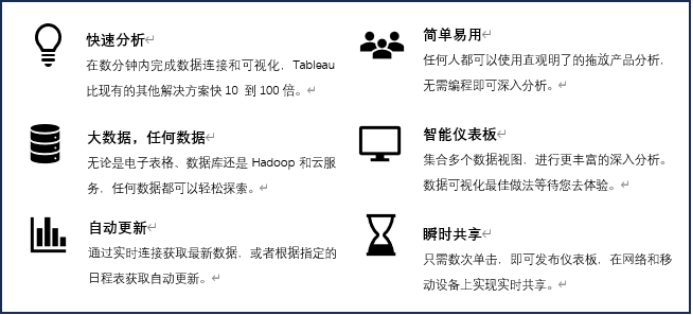 快速分析
在数分钟内完成数据连接和可视化，Tableau
比现有的其他解决方案快 10 到 100 倍。
大数据，任何数据
无论是电子表格、数据库还是 Hadoop 和云服
务，任何数据都可以轻松探索。
自动更新
通过实时连接获取最新数据，或者根据指定的
日程表获取自动更新。
简单易用
任何人都可以使用直观明了的拖放产品分析，
无需编程即可深入分析。
智能仪表板
集合多个数据视图，进行更丰富的深入分析。
数据可视化最佳做法等待您去体验。
瞬时共享
只需数次单击，即可发布仪表板，在网络和移
动设备上实现实时共享。